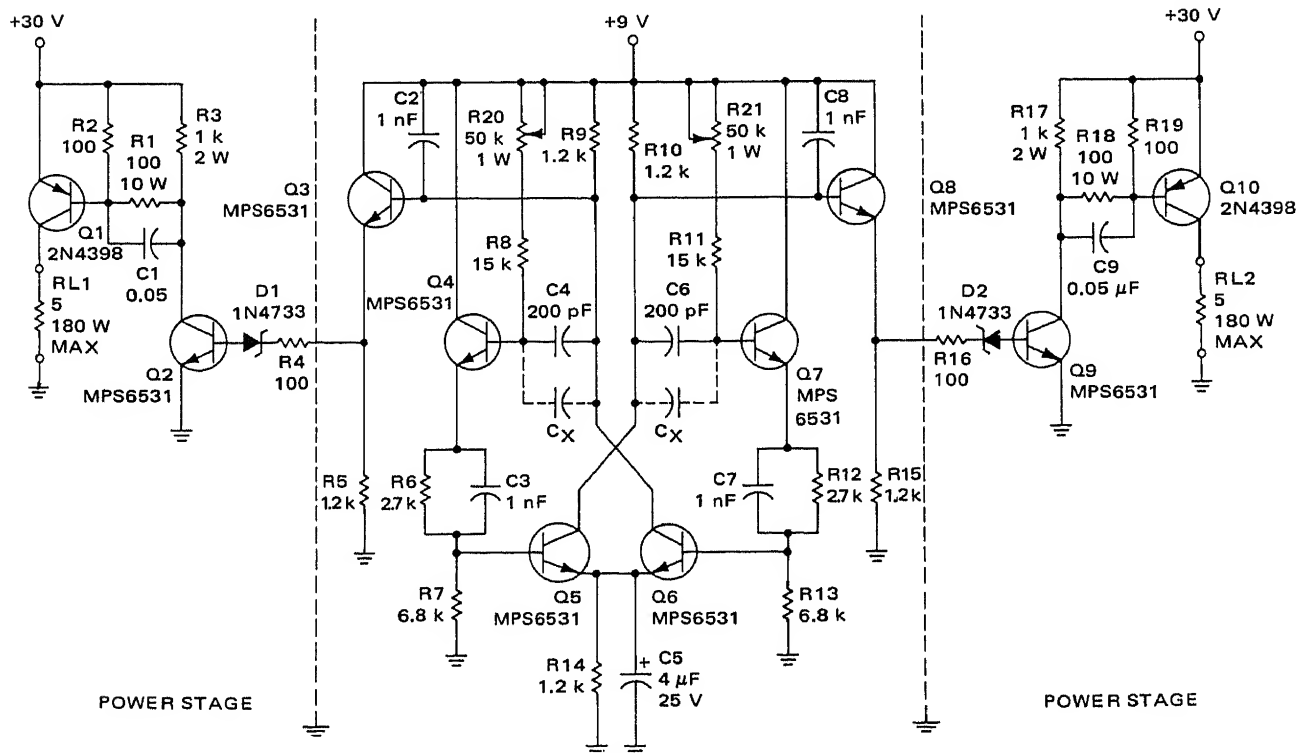 +30 V
+9 V
+30 V
R2
100
R1
100
10 W
R3
1 k
2 W
Q1
2N4398
C1
0.05
RL1
5
180 W
MAX
Q2
MPS6531
D1
1N4733
R4
100
Q3
MPS6531
C2
1 nF
R20
50 k
1 W
R9
1.2 k
R10
1.2 k
R21
50 k
1 W
C8
1 nF
R8
15 k
R11
15 k
Q4
MPS6531
C4
200 pF
C6
200 pF
CX
CX
Q7
MPS
6531
R5
1.2 k
R6
2.7 k
C3
1 nF
C7
1 nF
R12
2.7 k
R15
1.2 k
R7
6.8 k
Q5
MPS6531
Q6
MPS6531
R13
6.8 k
R14
1.2 k
+
C5
4 μF
25 V
Q8
MPS6531
R17
1 k
2 W
R18
100
10 W
R19
100
Q10
2N4398
C9
0.05 μF
D2
1N4733
R16
100
Q9
MPS6531
RL2
5
180 W
MAX
POWER STAGE
POWER STAGE